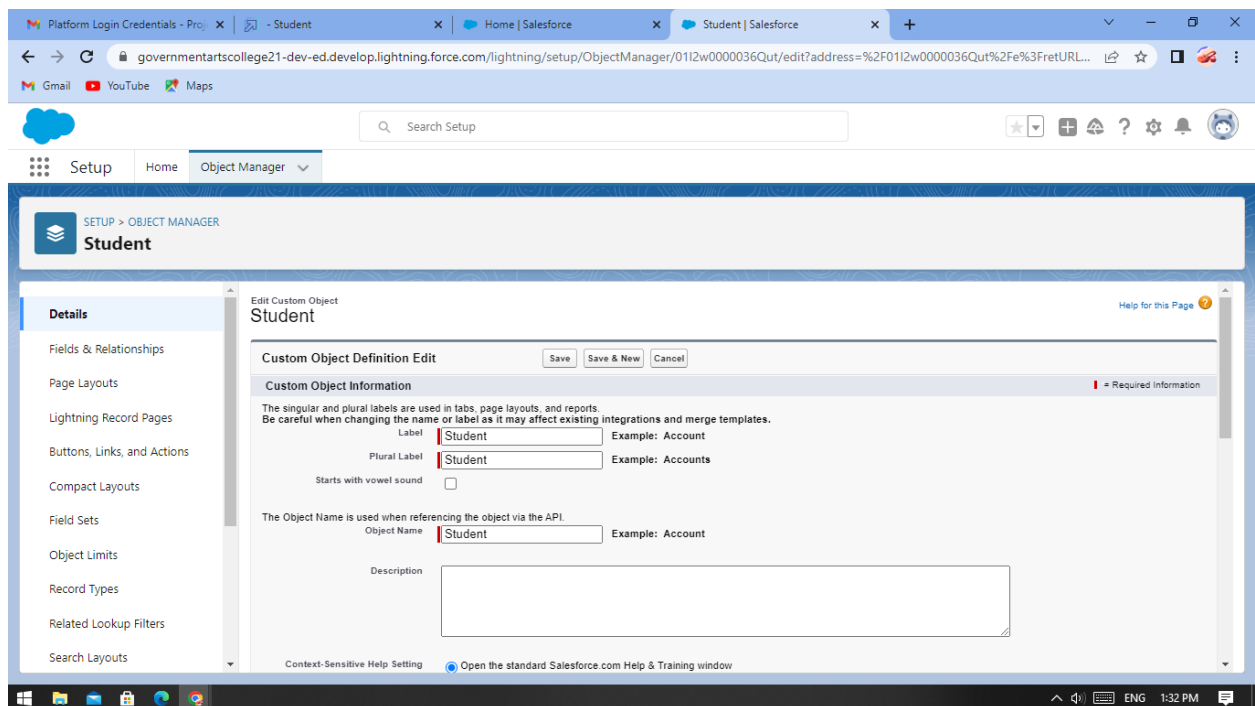 Platform Login Credentials - Proj
- Student
Home | Salesforce
Student | Salesforce
governmentartscollege21-dev-ed.develop.lightning.force.com/lightning/setup/ObjectManager/01I2w0000036Qut/edit?address=%2F01I2w0000036Qut%2Fe%3FretURL...
Gmail YouTube Maps
Search Setup
Setup Home Object Manager
SETUP > OBJECT MANAGER
Student
Details
Fields & Relationships
Page Layouts
Lightning Record Pages
Buttons, Links, and Actions
Compact Layouts
Field Sets
Object Limits
Record Types
Related Lookup Filters
Search Layouts
Edit Custom Object
Student
Help for this Page
Custom Object Definition Edit Save Save & New Cancel
Custom Object Information = Required Information
The singular and plural labels are used in tabs, page layouts, and reports.
Be careful when changing the name or label as it may affect existing integrations and merge templates.
Label Student Example: Account
Plural Label Student Example: Accounts
Starts with vowel sound
The Object Name is used when referencing the object via the API.
Object Name Student Example: Account
Description
Context-Sensitive Help Setting Open the standard Salesforce.com Help & Training window
ENG 1:32 PM